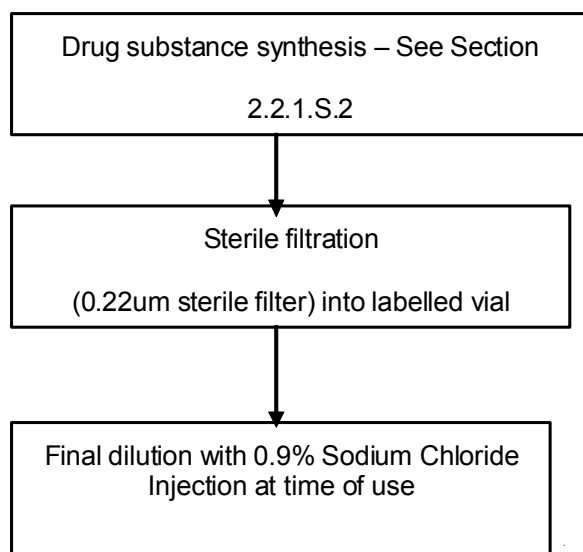 Drug substance synthesis – See Section
2.2.1.S.2
Sterile filtration
(0.22um sterile filter) into labelled vial
Final dilution with 0.9% Sodium Chloride
Injection at time of use